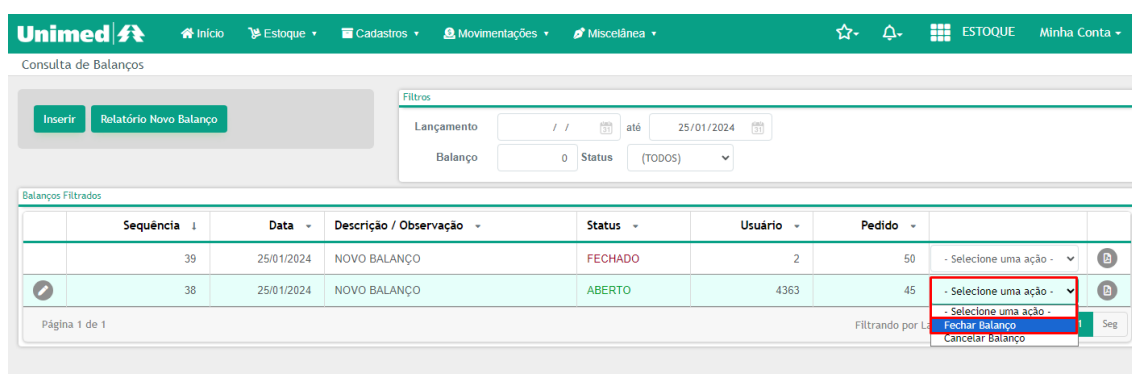 Unimed Início Estoque Cadastros Movimentações Miscelânea ESTOQUE Minha Conta
Consulta de Balanços
Inserir Relatório Novo Balanço
Filtros
Lançamento / / 31 até 25/01/2024 31
Balanço 0 Status (TODOS)
Balanços Filtrados
Sequência Data Descrição / Observação Status Usuário Pedido
39 25/01/2024 NOVO BALANÇO FECHADO 2 50 - Selecione uma ação -
38 25/01/2024 NOVO BALANÇO ABERTO 4363 45 - Selecione uma ação -
- Selecione uma ação -
Página 1 de 1 Filtrando por Fechar Balanço 1 Seg
Cancelar Balanço